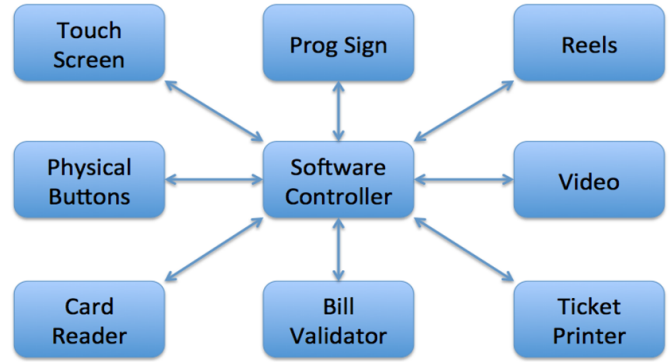 Touch
Screen
Prog Sign
Reels
Physical
Buttons
Software
Controller
Video
Card
Reader
Bill
Validator
Ticket
Printer